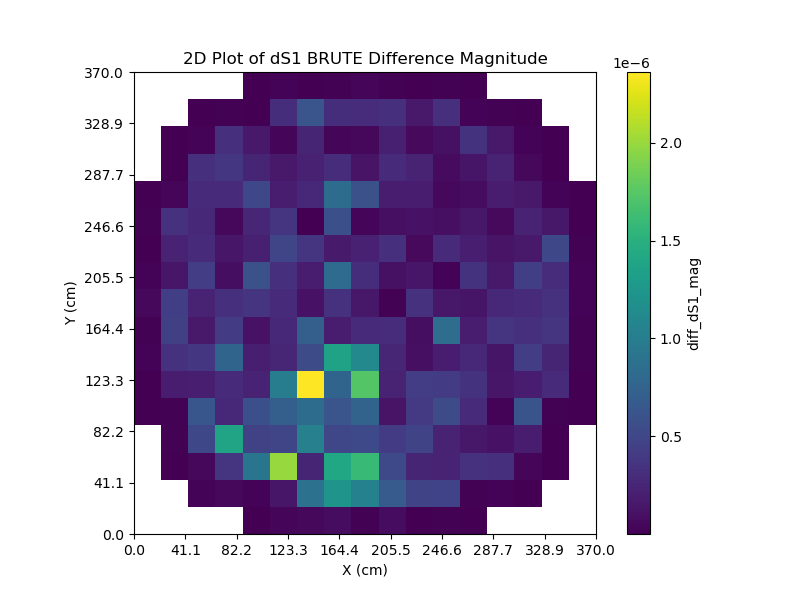 2D Plot of dS1 BRUTE Difference Magnitude
1e−6
370.0
328.9
287.7
246.6
205.5
164.4
123.3
82.2
41.1
0.0
Y (cm)
0.0 41.1 82.2 123.3 164.4 205.5 246.6 287.7 328.9 370.0
X (cm)
2.0
1.5
1.0
0.5
diff_dS1_mag